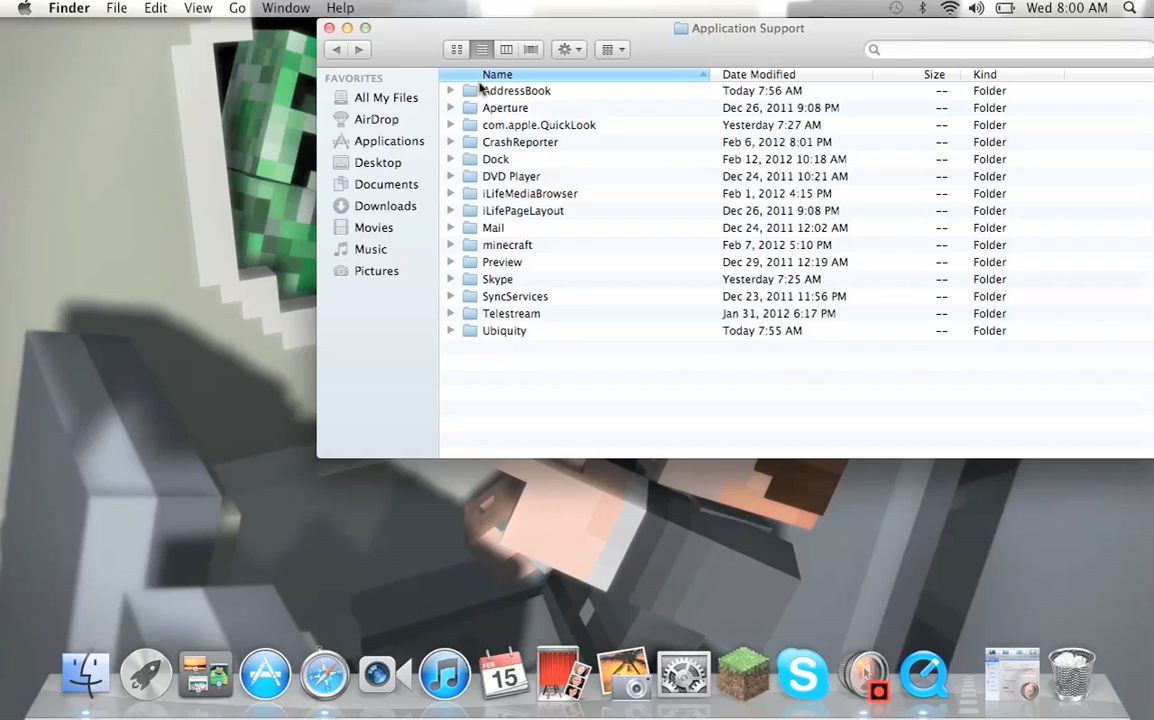 Finder File Edit View Go Window Help Wed 8:00 AM
Application Support
FAVORITES
All My Files
AirDrop
Applications
Desktop
Documents
Downloads
Movies
Music
Pictures
Name Date Modified Size Kind
AddressBook Today 7:56 AM -- Folder
Aperture Dec 26, 2011 9:08 PM -- Folder
com.apple.QuickLook Yesterday 7:27 AM -- Folder
CrashReporter Feb 6, 2012 8:01 PM -- Folder
Dock Feb 12, 2012 10:18 AM -- Folder
DVD Player Dec 24, 2011 10:21 AM -- Folder
iLifeMediaBrowser Feb 1, 2012 4:15 PM -- Folder
iLifePageLayout Dec 26, 2011 9:08 PM -- Folder
Mail Dec 24, 2011 12:02 AM -- Folder
minecraft Feb 7, 2012 5:10 PM -- Folder
Preview Dec 29, 2011 12:19 AM -- Folder
Skype Yesterday 7:25 AM -- Folder
SyncServices Dec 23, 2011 11:56 PM -- Folder
Telestream Jan 31, 2012 6:17 PM -- Folder
Ubiquity Today 7:55 AM -- Folder
FEB
15